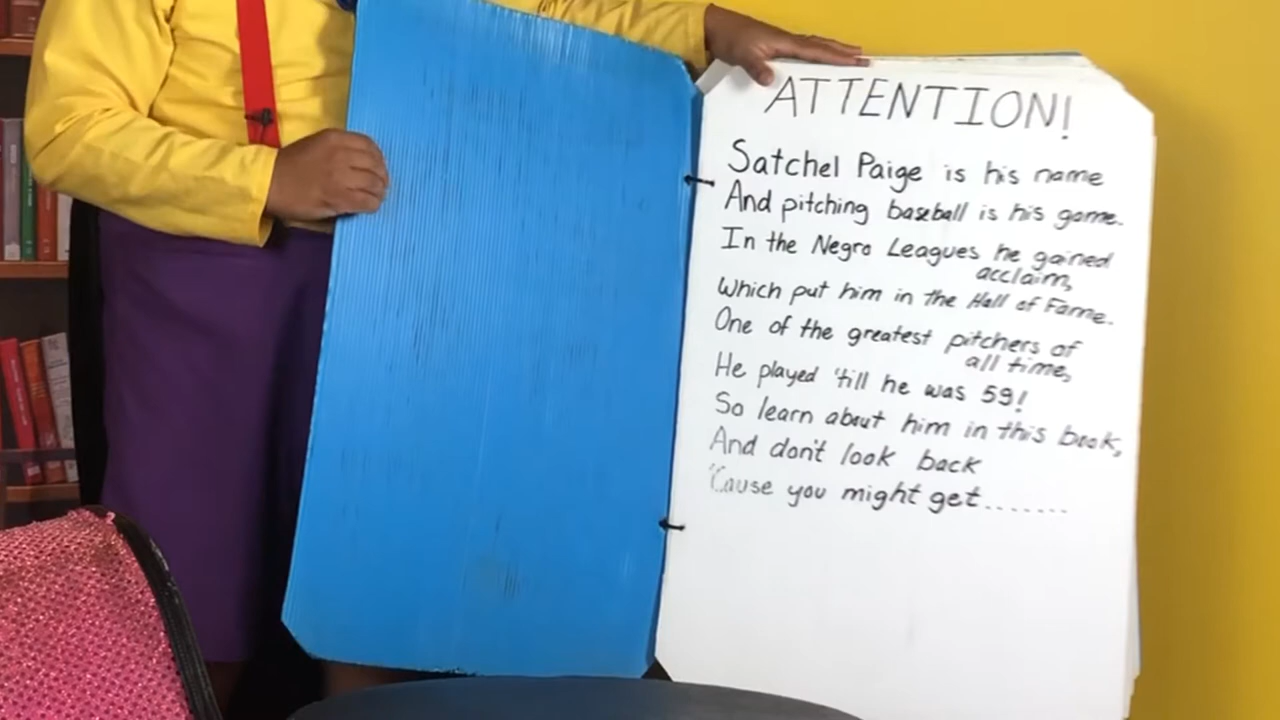 ATTENTION!
Satchel Paige is his name
And pitching baseball is his game.
In the Negro Leagues he gained
acclaim,
Which put him in the Hall of Fame.
One of the greatest pitchers of
all time,
He played 'till he was 59!
So learn about him in this book,
And don't look back
'Cause you might get.......